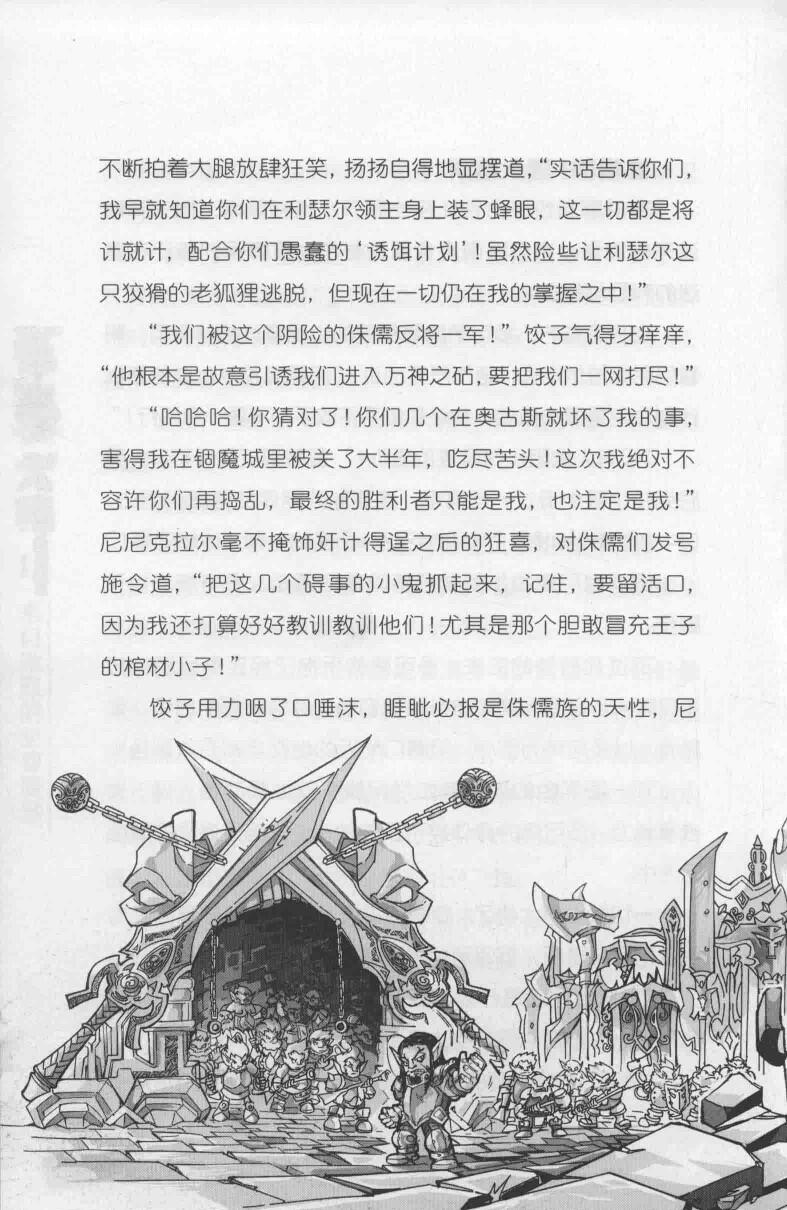 不断拍着大腿放肆狂笑，扬扬自得地显摆道，“实话告诉你们，
我早就知道你们在利瑟尔领主身上装了蜂眼，这一切都是将
计就计，配合你们愚蠢的‘诱饵计划’！虽然险些让利瑟尔这
只狡猾的老狐狸逃脱，但现在一切仍在我的掌握之中！”
“我们被这个阴险的侏儒反将一军！”饺子气得牙痒痒，
“他根本是故意引诱我们进入万神之砧，要把我们一网打尽！”
“哈哈哈！你猜对了！你们几个在奥古斯就坏了我的事，
害得我在锢魔城里被关了大半年，吃尽苦头！这次我绝对不
容许你们再捣乱，最终的胜利者只能是我，也注定是我！”
尼尼克拉尔毫不掩饰奸计得逞之后的狂喜，对侏儒们发号
施令道，“把这几个碍事的小鬼抓起来，记住，要留活口，
因为我还打算好好教训教训他们！尤其是那个胆敢冒充王子
的棺材小子！”
饺子用力咽了口唾沫，睚眦必报是侏儒族的天性，尼